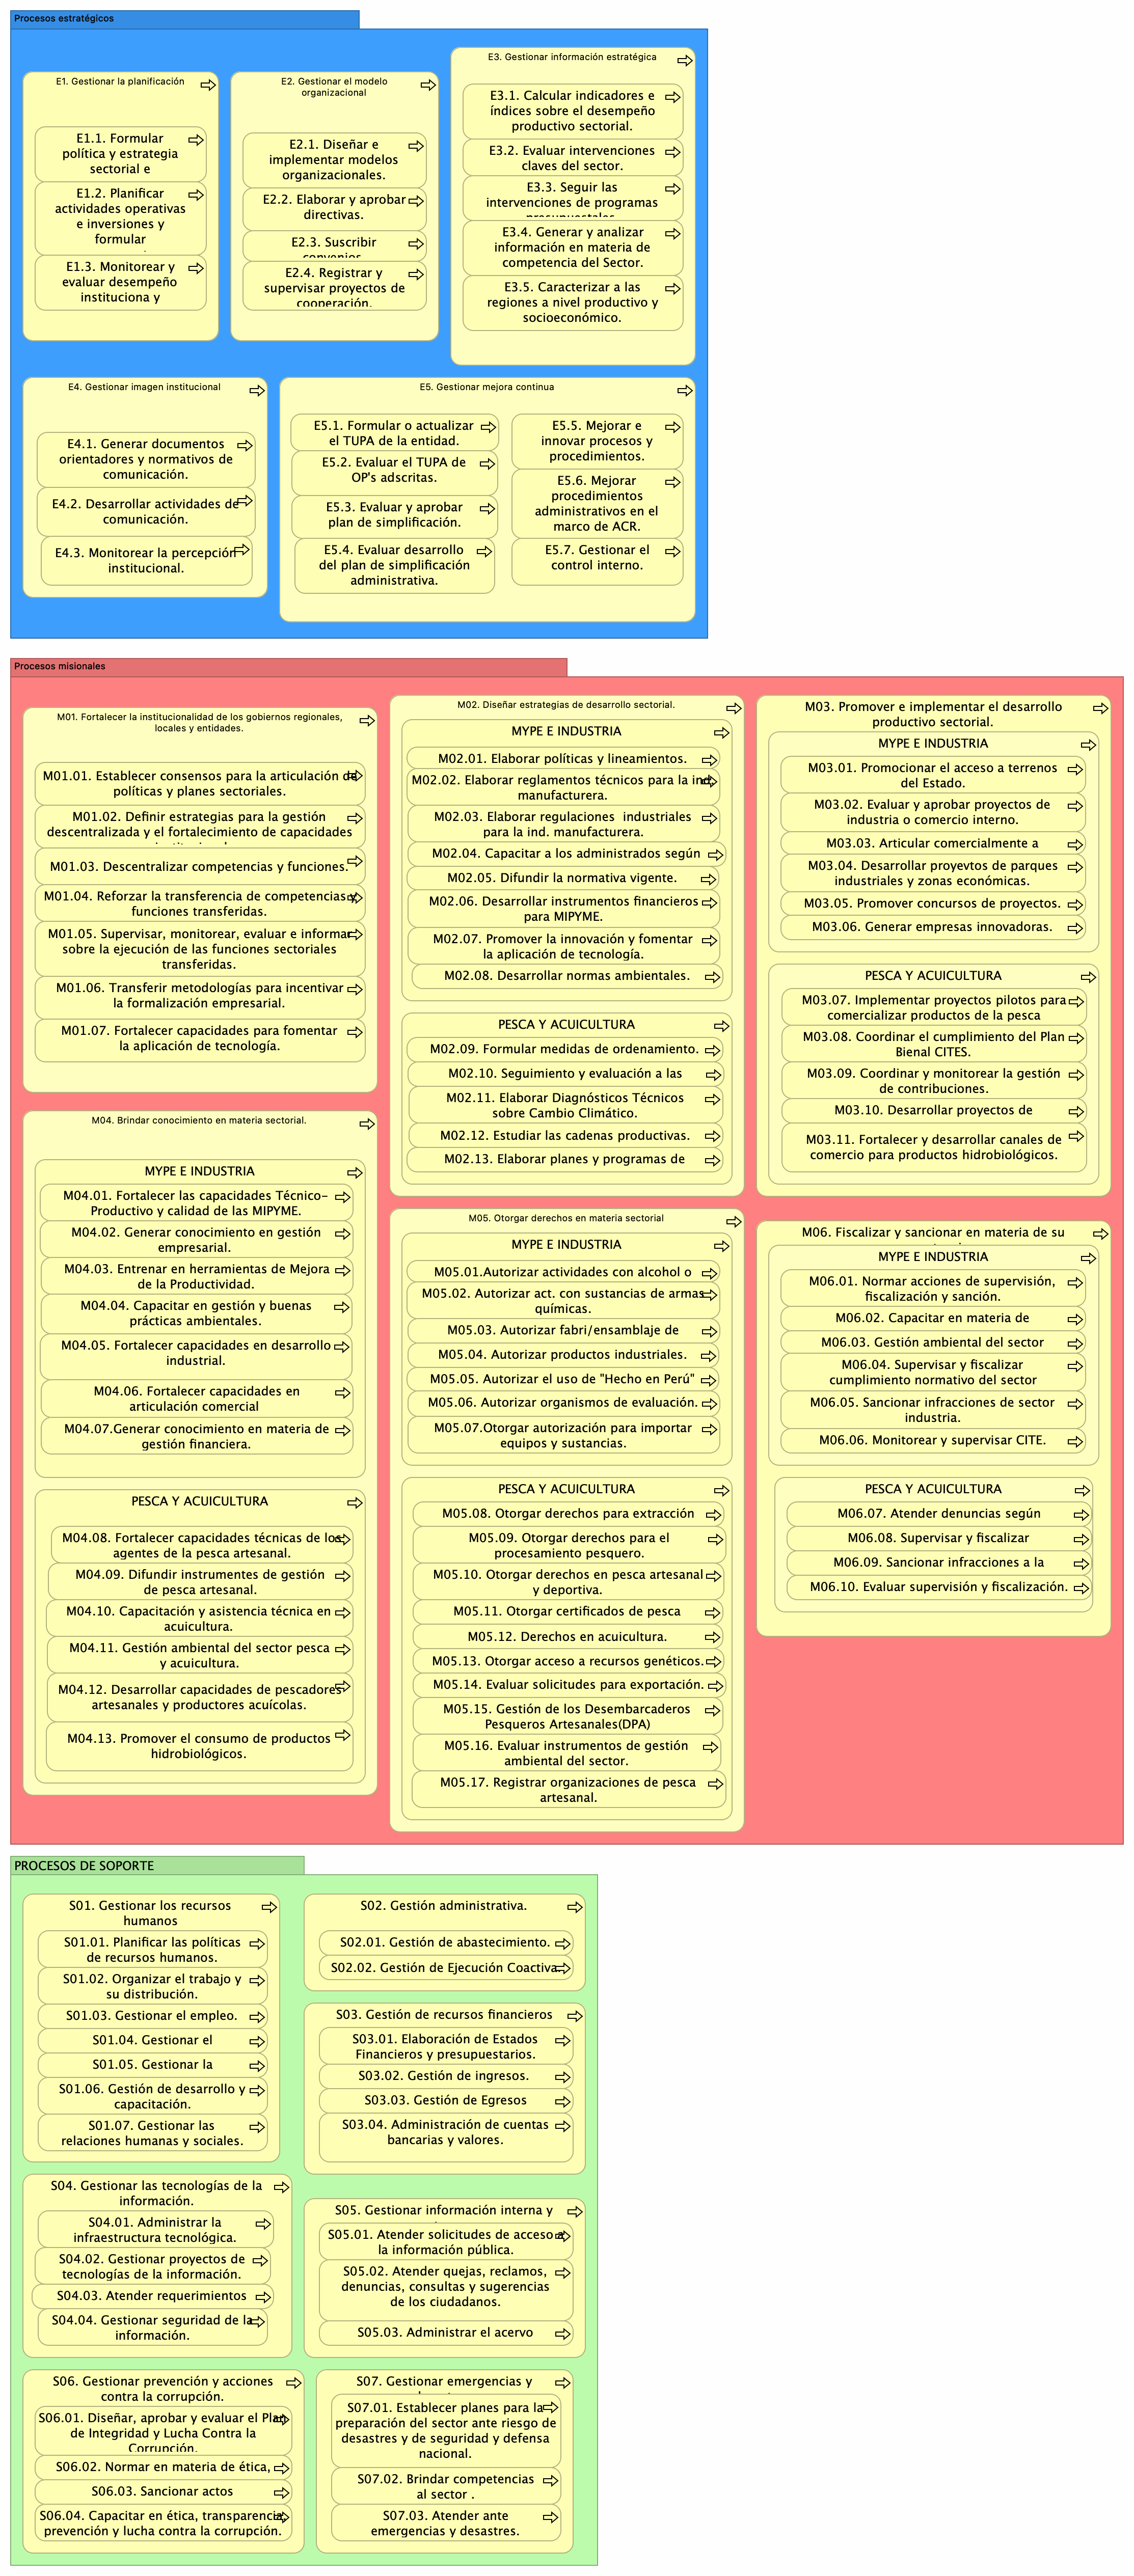 Procesos estratégicos
E1. Gestionar la planificación
E1.1. Formular
política y estrategia
sectorial e
E1.2. Planificar
actividades operativas
e inversiones y
formular
E1.3. Monitorear y
evaluar desempeño
instituciona y
E2. Gestionar el modelo
organizacional
E2.1. Diseñar e
implementar modelos
organizacionales.
E2.2. Elaborar y aprobar
directivas.
E2.3. Suscribir
convenios.
E2.4. Registrar y
supervisar proyectos de
cooperación.
E3. Gestionar información estratégica
E3.1. Calcular indicadores e
índices sobre el desempeño
productivo sectorial.
E3.2. Evaluar intervenciones
claves del sector.
E3.3. Seguir las
intervenciones de programas
presupuestales
E3.4. Generar y analizar
información en materia de
competencia del Sector.
E3.5. Caracterizar a las
regiones a nivel productivo y
socioeconómico.
E4. Gestionar imagen institucional
E4.1. Generar documentos
orientadores y normativos de
comunicación.
E4.2. Desarrollar actividades de
comunicación.
E4.3. Monitorear la percepción
institucional.
E5. Gestionar mejora continua
E5.1. Formular o actualizar
el TUPA de la entidad.
E5.2. Evaluar el TUPA de
OP's adscritas.
E5.3. Evaluar y aprobar
plan de simplificación.
E5.4. Evaluar desarrollo
del plan de simplificación
administrativa.
E5.5. Mejorar e
innovar procesos y
procedimientos.
E5.6. Mejorar
procedimientos
administrativos en el
marco de ACR.
E5.7. Gestionar el
control interno.
Procesos misionales
M01. Fortalecer la institucionalidad de los gobiernos regionales,
locales y entidades.
M01.01. Establecer consensos para la articulación de
políticas y planes sectoriales.
M01.02. Definir estrategias para la gestión
descentralizada y el fortalecimiento de capacidades
M01.03. Descentralizar competencias y funciones.
M01.04. Reforzar la transferencia de competencias y
funciones transferidas.
M01.05. Supervisar, monitorear, evaluar e informar
sobre la ejecución de las funciones sectoriales
transferidas.
M01.06. Transferir metodologías para incentivar
la formalización empresarial.
M01.07. Fortalecer capacidades para fomentar
la aplicación de tecnología.
M02. Diseñar estrategias de desarrollo sectorial.
MYPE E INDUSTRIA
M02.01. Elaborar políticas y lineamientos.
M02.02. Elaborar reglamentos técnicos para la ind.
manufacturera.
M02.03. Elaborar regulaciones industriales
para la ind. manufacturera.
M02.04. Capacitar a los administrados según
M02.05. Difundir la normativa vigente.
M02.06. Desarrollar instrumentos financieros
para MIPYME.
M02.07. Promover la innovación y fomentar
la aplicación de tecnología.
M02.08. Desarrollar normas ambientales.
PESCA Y ACUICULTURA
M02.09. Formular medidas de ordenamiento.
M02.10. Seguimiento y evaluación a las
M02.11. Elaborar Diagnósticos Técnicos
sobre Cambio Climático.
M02.12. Estudiar las cadenas productivas.
M02.13. Elaborar planes y programas de
M03. Promover e implementar el desarrollo
productivo sectorial.
MYPE E INDUSTRIA
M03.01. Promocionar el acceso a terrenos
del Estado.
M03.02. Evaluar y aprobar proyectos de
industria o comercio interno.
M03.03. Articular comercialmente a
M03.04. Desarrollar proyevtos de parques
industriales y zonas económicas.
M03.05. Promover concursos de proyectos.
M03.06. Generar empresas innovadoras.
PESCA Y ACUICULTURA
M03.07. Implementar proyectos pilotos para
comercializar productos de la pesca
M03.08. Coordinar el cumplimiento del Plan
Bienal CITES.
M03.09. Coordinar y monitorear la gestión
de contribuciones.
M03.10. Desarrollar proyectos de
M03.11. Fortalecer y desarrollar canales de
comercio para productos hidrobiológicos.
M04. Brindar conocimiento en materia sectorial.
MYPE E INDUSTRIA
M04.01. Fortalecer las capacidades Técnico-
Productivo y calidad de las MIPYME.
M04.02. Generar conocimiento en gestión
empresarial.
M04.03. Entrenar en herramientas de Mejora
de la Productividad.
M04.04. Capacitar en gestión y buenas
prácticas ambientales.
M04.05. Fortalecer capacidades en desarrollo
industrial.
M04.06. Fortalecer capacidades en
articulación comercial
M04.07.Generar conocimiento en materia de
gestión financiera.
PESCA Y ACUICULTURA
M04.08. Fortalecer capacidades técnicas de los
agentes de la pesca artesanal.
M04.09. Difundir instrumentes de gestión
de pesca artesanal.
M04.10. Capacitación y asistencia técnica en
acuicultura.
M04.11. Gestión ambiental del sector pesca
y acuicultura.
M04.12. Desarrollar capacidades de pescadores
artesanales y productores acuícolas.
M04.13. Promover el consumo de productos
hidrobiológicos.
M05. Otorgar derechos en materia sectorial
MYPE E INDUSTRIA
M05.01.Autorizar actividades con alcohol o
M05.02. Autorizar act. con sustancias de armas
químicas.
M05.03. Autorizar fabri/ensamblaje de
M05.04. Autorizar productos industriales.
M05.05. Autorizar el uso de "Hecho en Perú"
M05.06. Autorizar organismos de evaluación.
M05.07.Otorgar autorización para importar
equipos y sustancias.
PESCA Y ACUICULTURA
M05.08. Otorgar derechos para extracción
M05.09. Otorgar derechos para el
procesamiento pesquero.
M05.10. Otorgar derechos en pesca artesanal
y deportiva.
M05.11. Otorgar certificados de pesca
M05.12. Derechos en acuicultura.
M05.13. Otorgar acceso a recursos genéticos.
M05.14. Evaluar solicitudes para exportación.
M05.15. Gestión de los Desembarcaderos
Pesqueros Artesanales(DPA)
M05.16. Evaluar instrumentos de gestión
ambiental del sector.
M05.17. Registrar organizaciones de pesca
artesanal.
M06. Fiscalizar y sancionar en materia de su
MYPE E INDUSTRIA
M06.01. Normar acciones de supervisión,
fiscalización y sanción.
M06.02. Capacitar en materia de
M06.03. Gestión ambiental del sector
M06.04. Supervisar y fiscalizar
cumplimiento normativo del sector
M06.05. Sancionar infracciones de sector
industria.
M06.06. Monitorear y supervisar CITE.
PESCA Y ACUICULTURA
M06.07. Atender denuncias según
M06.08. Supervisar y fiscalizar
M06.09. Sancionar infracciones a la
M06.10. Evaluar supervisión y fiscalización.
PROCESOS DE SOPORTE
S01. Gestionar los recursos
humanos
S01.01. Planificar las políticas
de recursos humanos.
S01.02. Organizar el trabajo y
su distribución.
S01.03. Gestionar el empleo.
S01.04. Gestionar el
S01.05. Gestionar la
S01.06. Gestión de desarrollo y
capacitación.
S01.07. Gestionar las
relaciones humanas y sociales.
S02. Gestión administrativa.
S02.01. Gestión de abastecimiento.
S02.02. Gestión de Ejecución Coactiva.
S03. Gestión de recursos financieros
S03.01. Elaboración de Estados
Financieros y presupuestarios.
S03.02. Gestión de ingresos.
S03.03. Gestión de Egresos
S03.04. Administración de cuentas
bancarias y valores.
S04. Gestionar las tecnologías de la
información.
S04.01. Administrar la
infraestructura tecnológica.
S04.02. Gestionar proyectos de
tecnologías de la información.
S04.03. Atender requerimientos
S04.04. Gestionar seguridad de la
información.
S05. Gestionar información interna y
S05.01. Atender solicitudes de acceso a
la información pública.
S05.02. Atender quejas, reclamos,
denuncias, consultas y sugerencias
de los ciudadanos.
S05.03. Administrar el acervo
S06. Gestionar prevención y acciones
contra la corrupción.
S06.01. Diseñar, aprobar y evaluar el Plan
de Integridad y Lucha Contra la
Corrupción.
S06.02. Normar en materia de ética,
S06.03. Sancionar actos
S06.04. Capacitar en ética, transparencia,
prevención y lucha contra la corrupción.
S07. Gestionar emergencias y
S07.01. Establecer planes para la
preparación del sector ante riesgo de
desastres y de seguridad y defensa
nacional.
S07.02. Brindar competencias
al sector .
S07.03. Atender ante
emergencias y desastres.